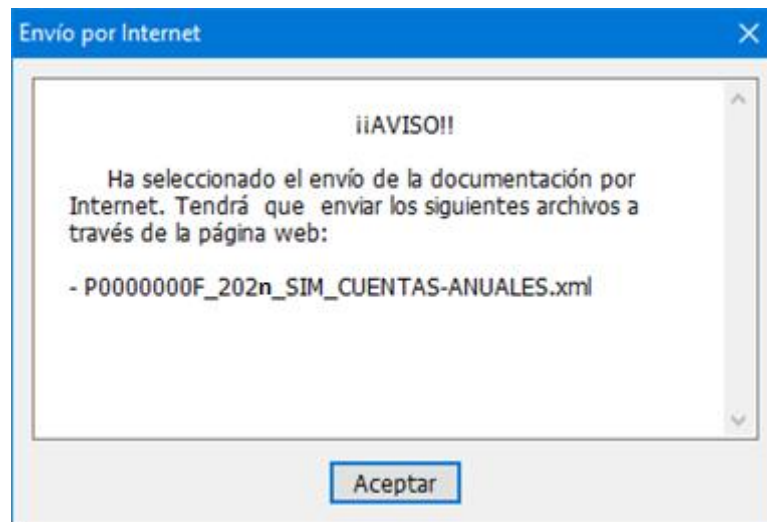 Envío por Internet
¡¡AVISO!!
Ha seleccionado el envío de la documentación por
Internet. Tendrá que enviar los siguientes archivos a
través de la página web:
- P0000000F_202n_SIM_CUENTAS-ANUALES.xml
Aceptar